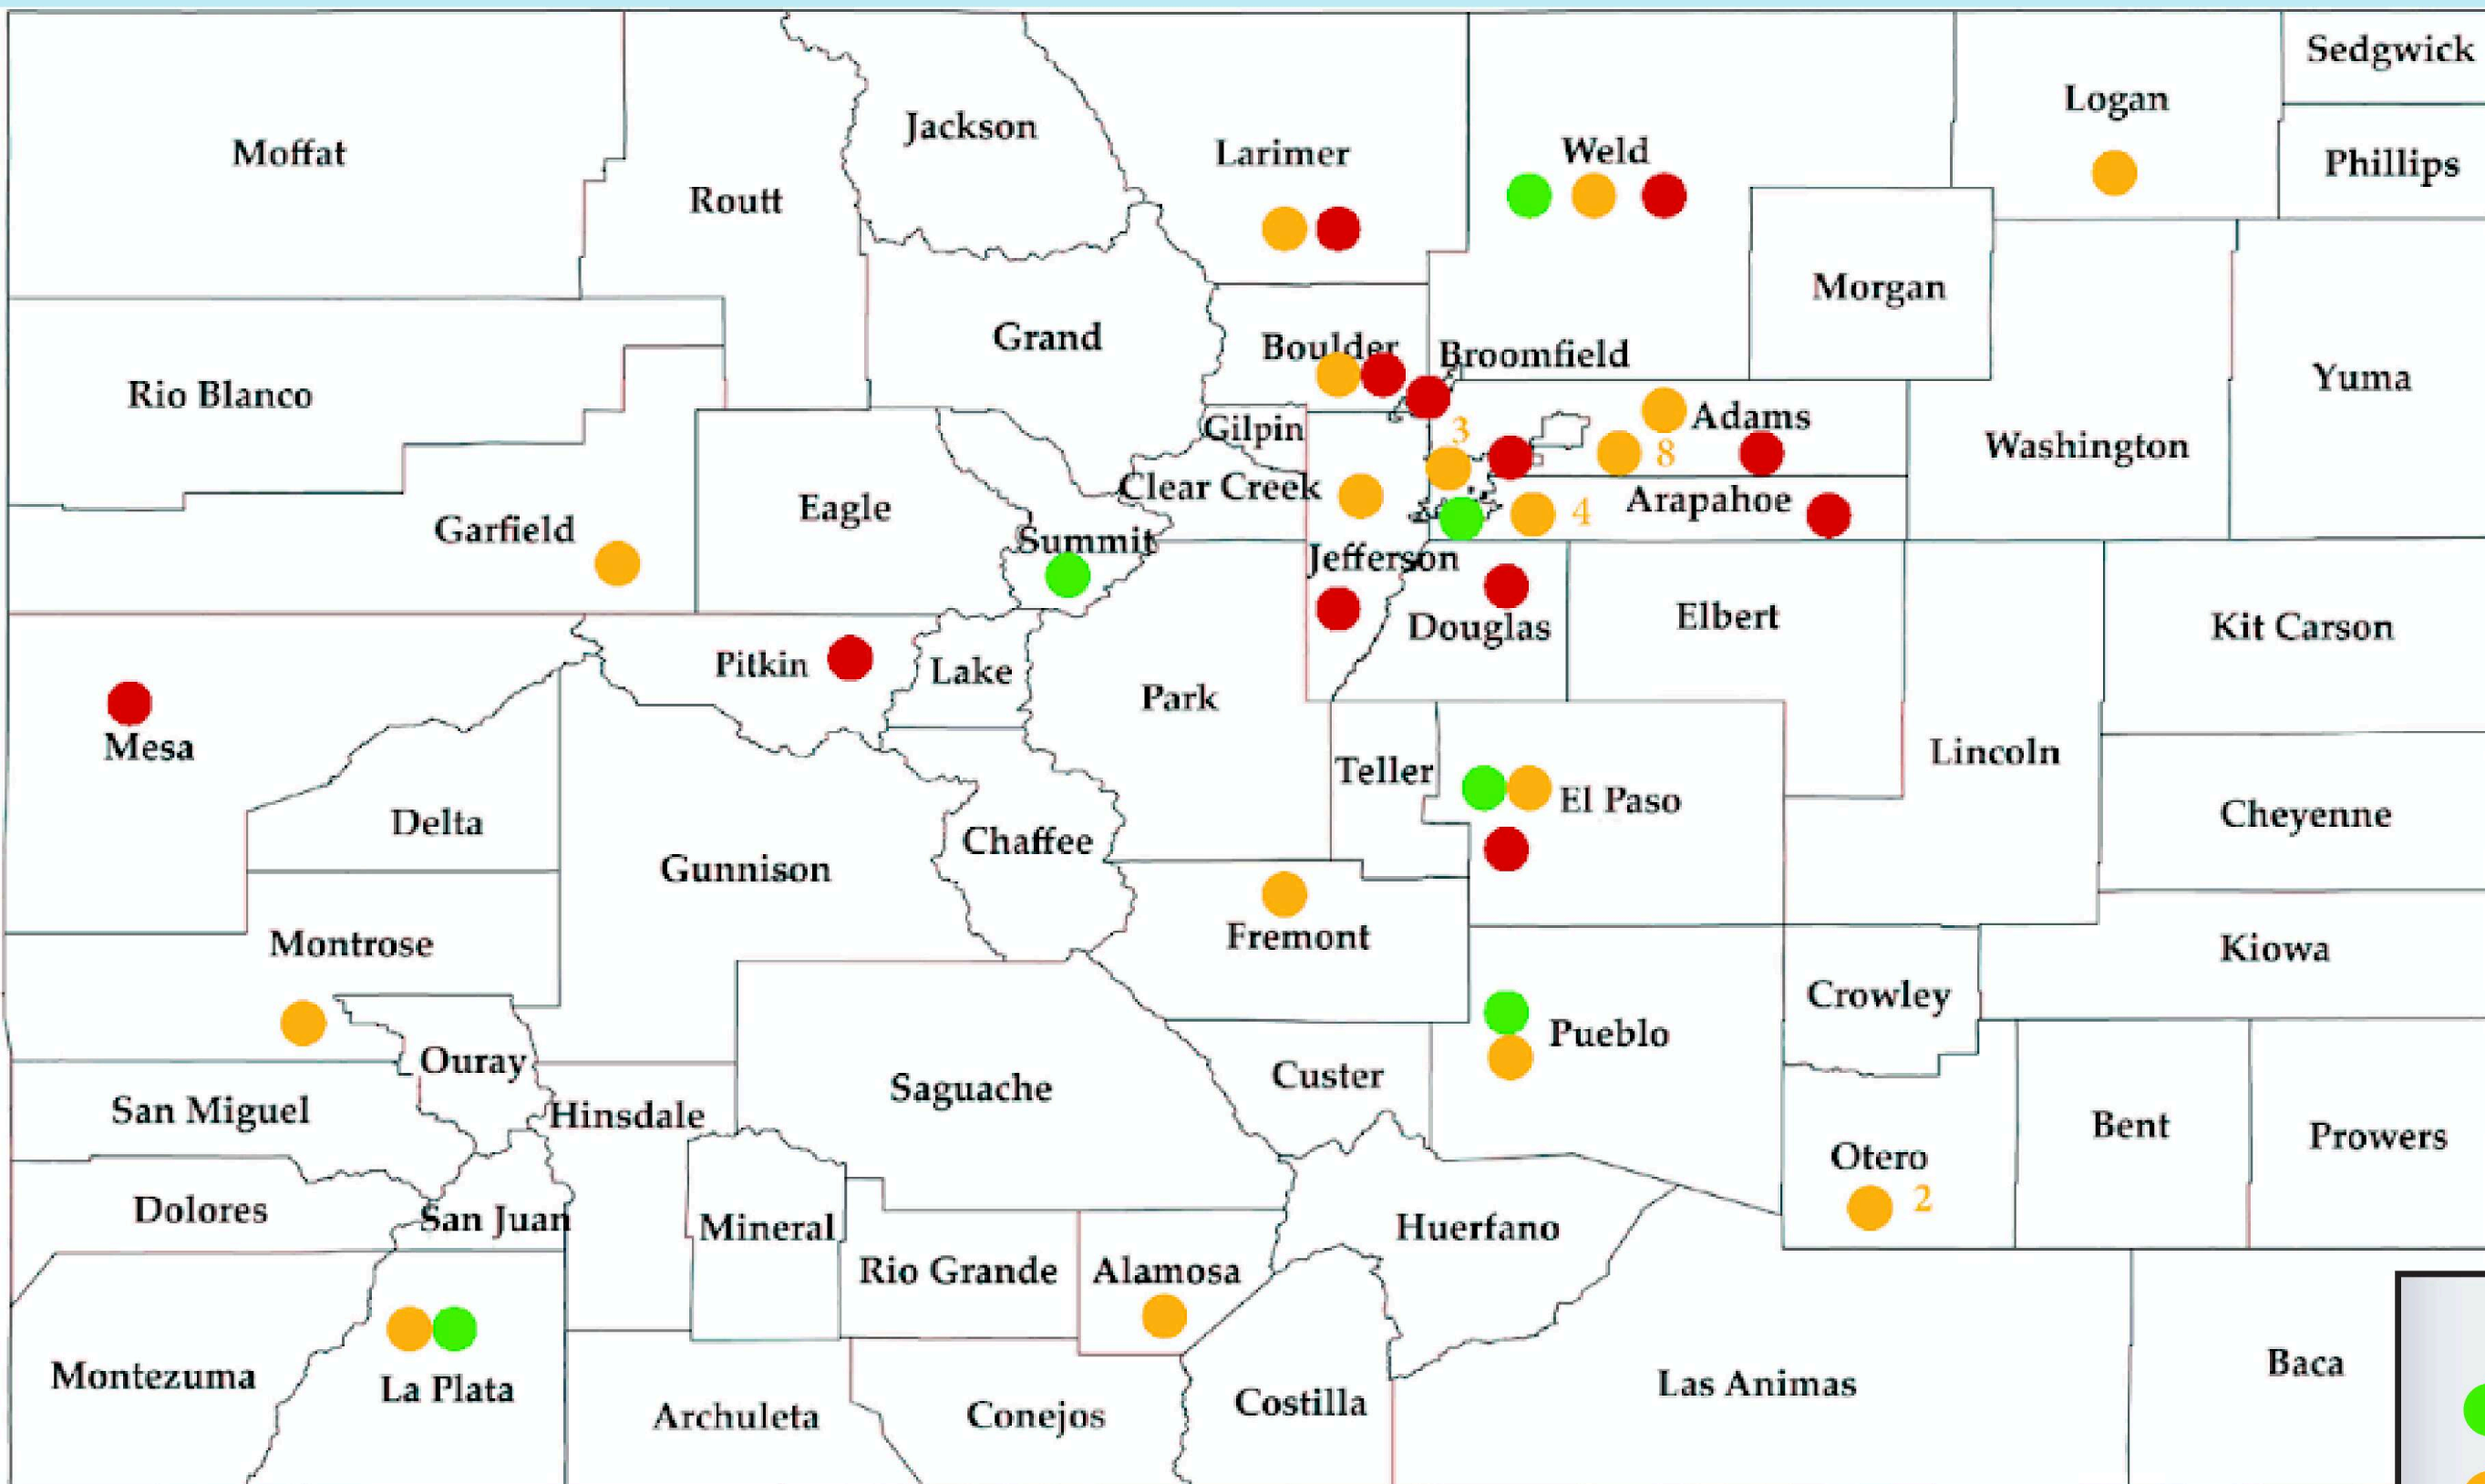 Sedgwick
Logan
Jackson
Moffat
Larimer
Weld
Phillips
Routt
Morgan
Grand
Boulder
Broomfield
Yuma
Rio Blanco
Gilpin
3
Adams
8
Washington
Clear Creek
Eagle
4
Arapahoe
Garfield
Summit
Jefferson
Elbert
Douglas
Kit Carson
Pitkin
Lake
Park
Mesa
Lincoln
Teller
El Paso
Cheyenne
Delta
Chaffee
Gunnison
Fremont
Montrose
Kiowa
Crowley
Pueblo
Ouray
Custer
Saguache
San Miguel
Hinsdale
Bent
Prowers
Otero
2
Dolores
San Juan
Mineral
Huerfano
Rio Grande
Alamosa
Baca
Montezuma
La Plata
Las Animas
Costilla
Archuleta
Conejos